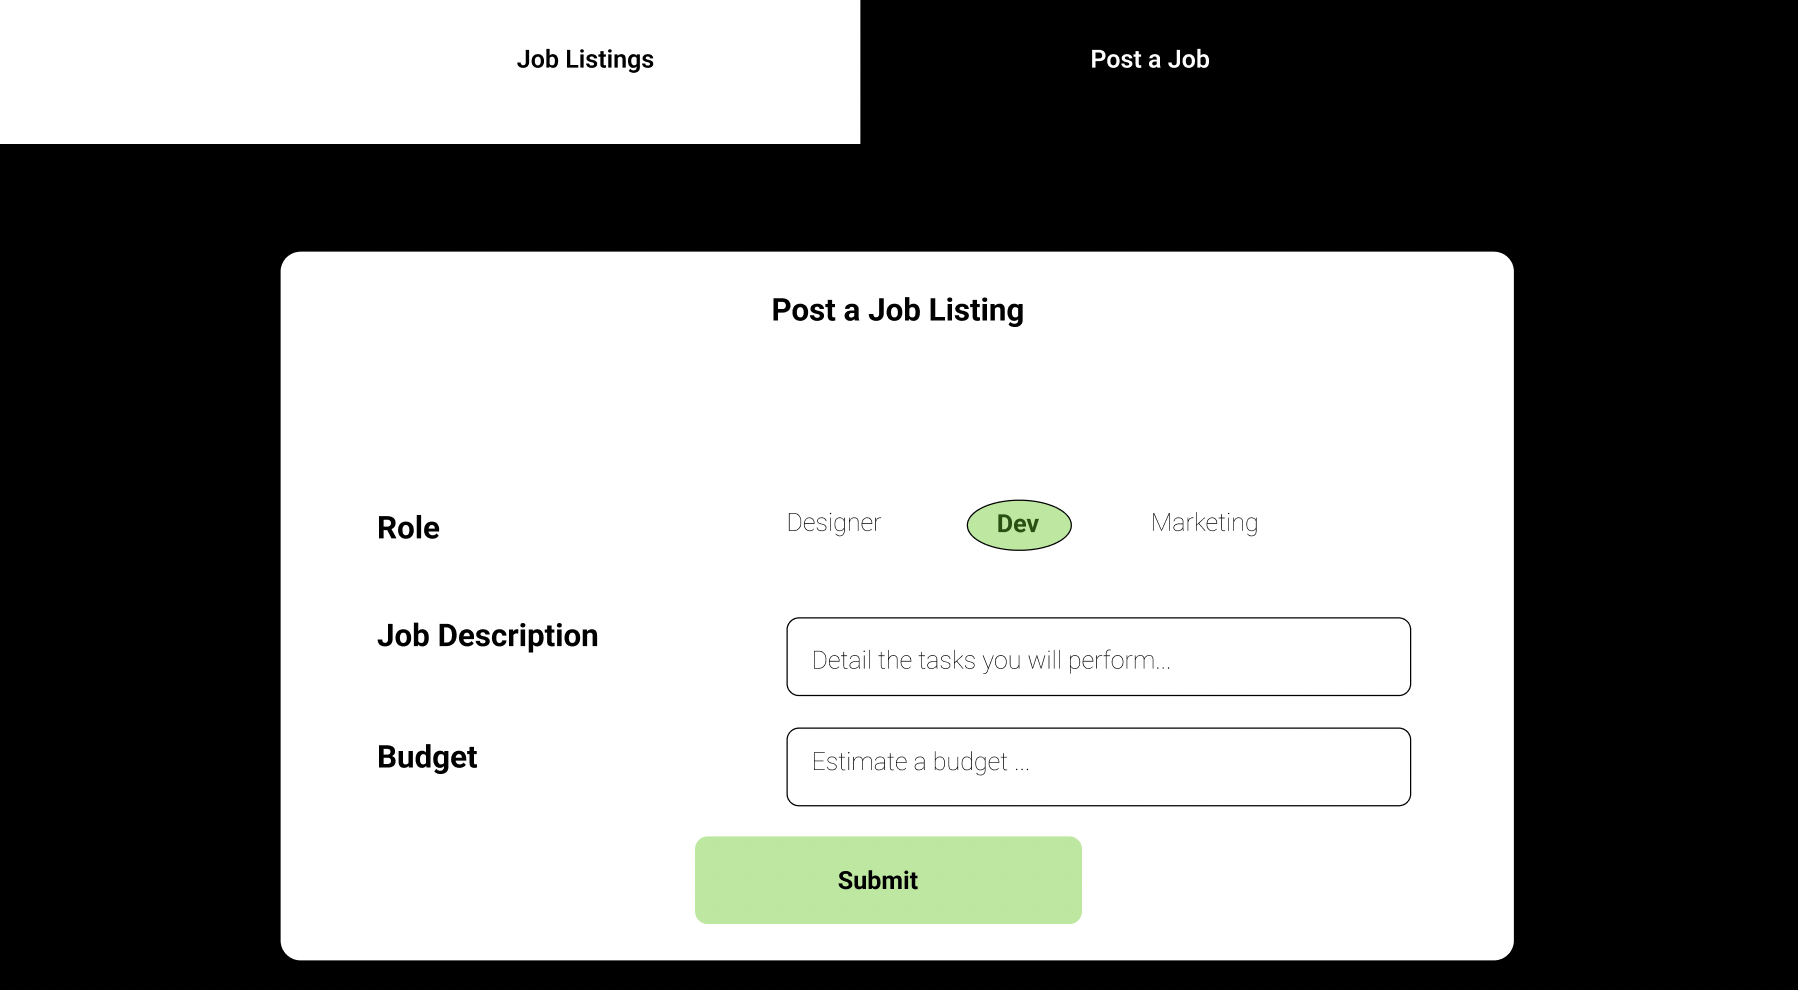 Job Listings
Post a Job
Post a Job Listing
Role
Designer
Dev
Marketing
Job Description
Detail the tasks you will perform...
Budget
Estimate a budget ...
Submit